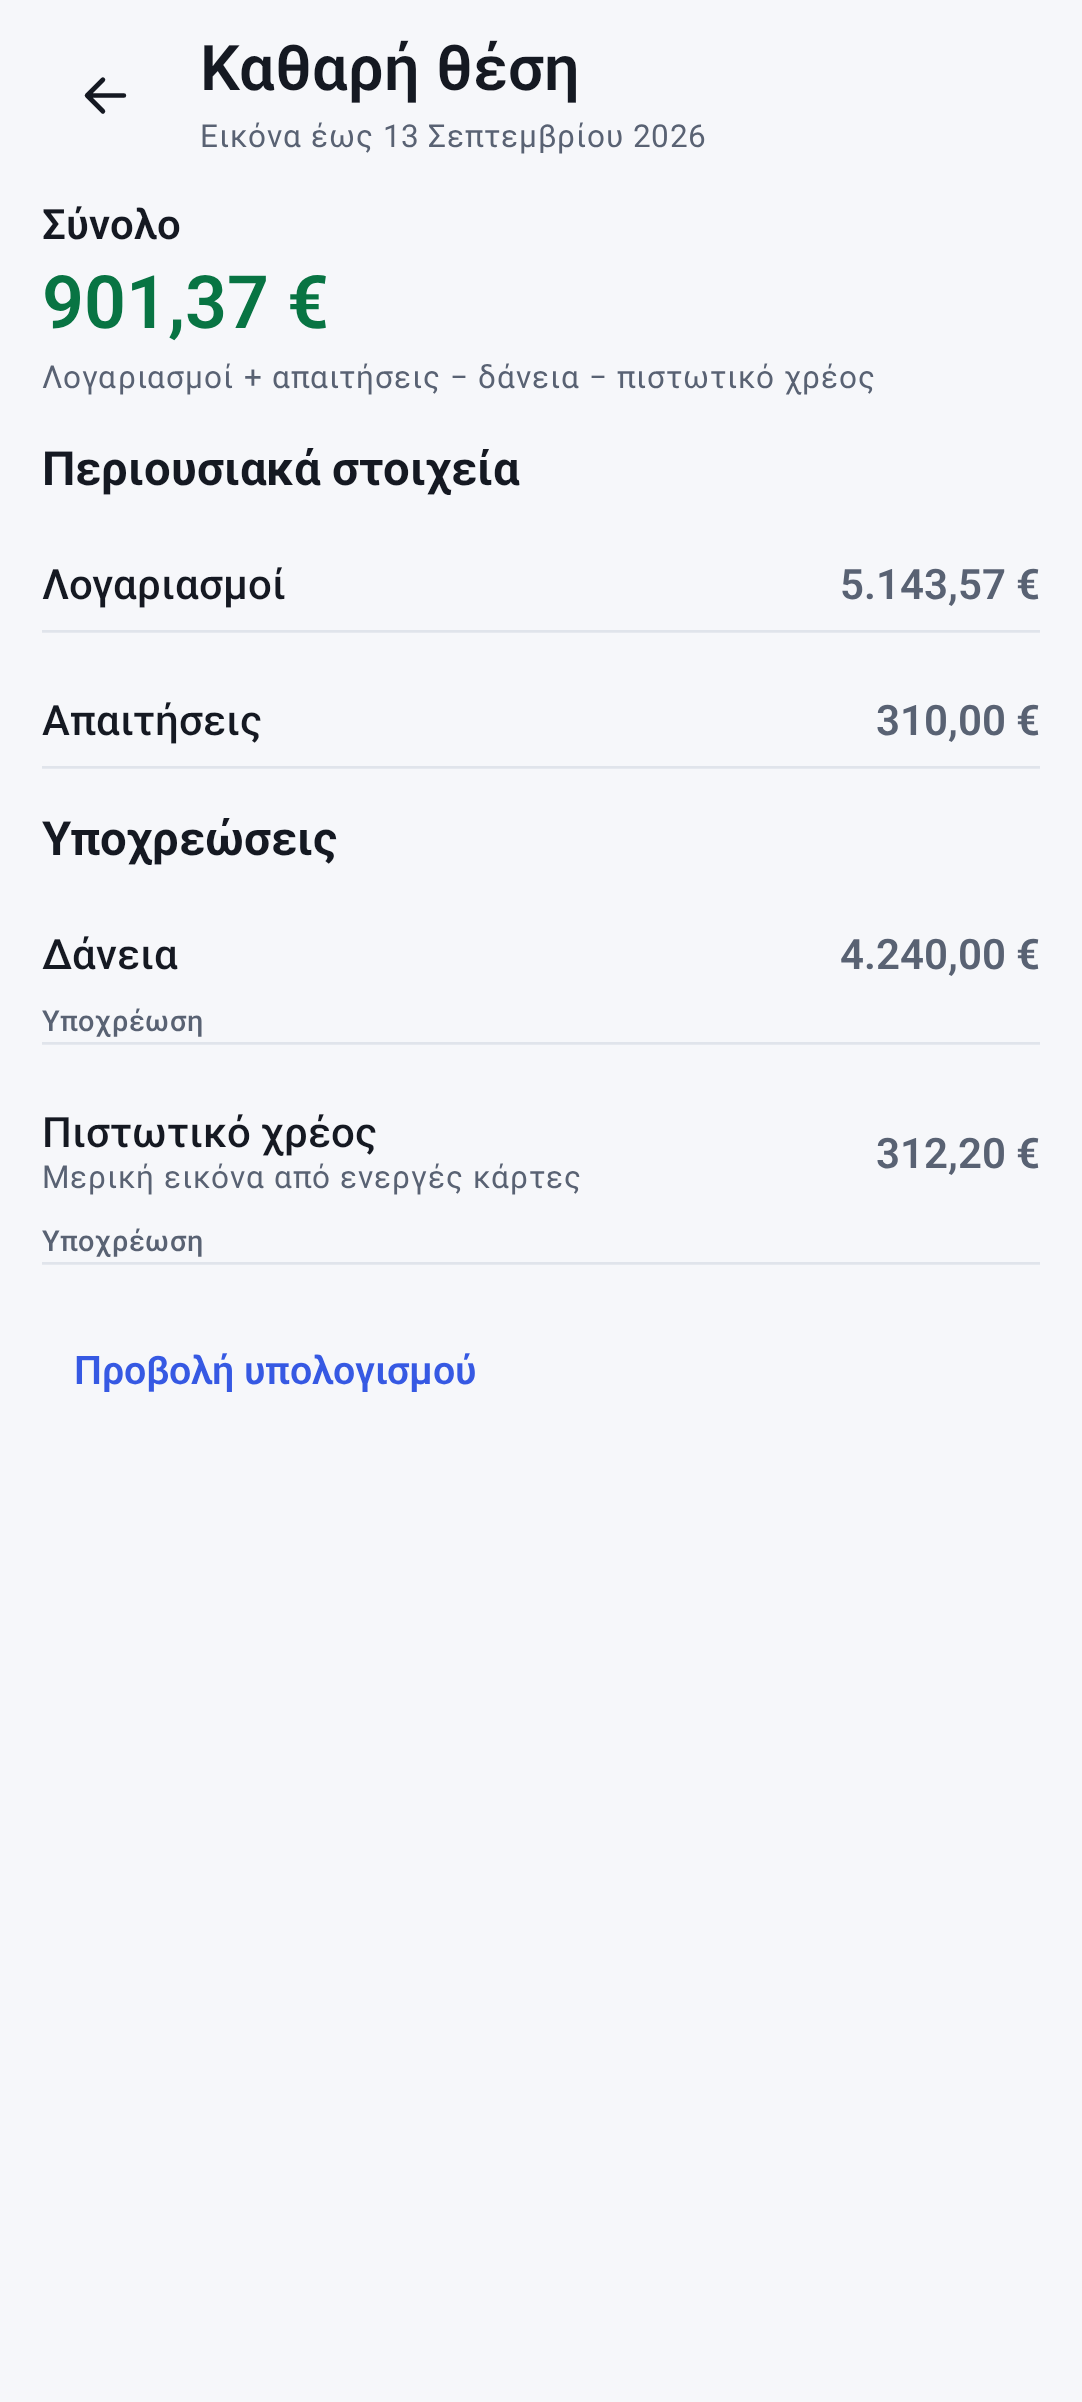 Καθαρή θέση
Εικόνα έως 13 Σεπτεμβρίου 2026
Σύνολο
901,37 €
Λογαριασμοί + απαιτήσεις − δάνεια − πιστωτικό χρέος
Περιουσιακά στοιχεία
Λογαριασμοί 5.143,57 €
Απαιτήσεις 310,00 €
Υποχρεώσεις
Δάνεια 4.240,00 €
Υποχρέωση
Πιστωτικό χρέος 312,20 €
Μερική εικόνα από ενεργές κάρτες
Υποχρέωση
Προβολή υπολογισμού